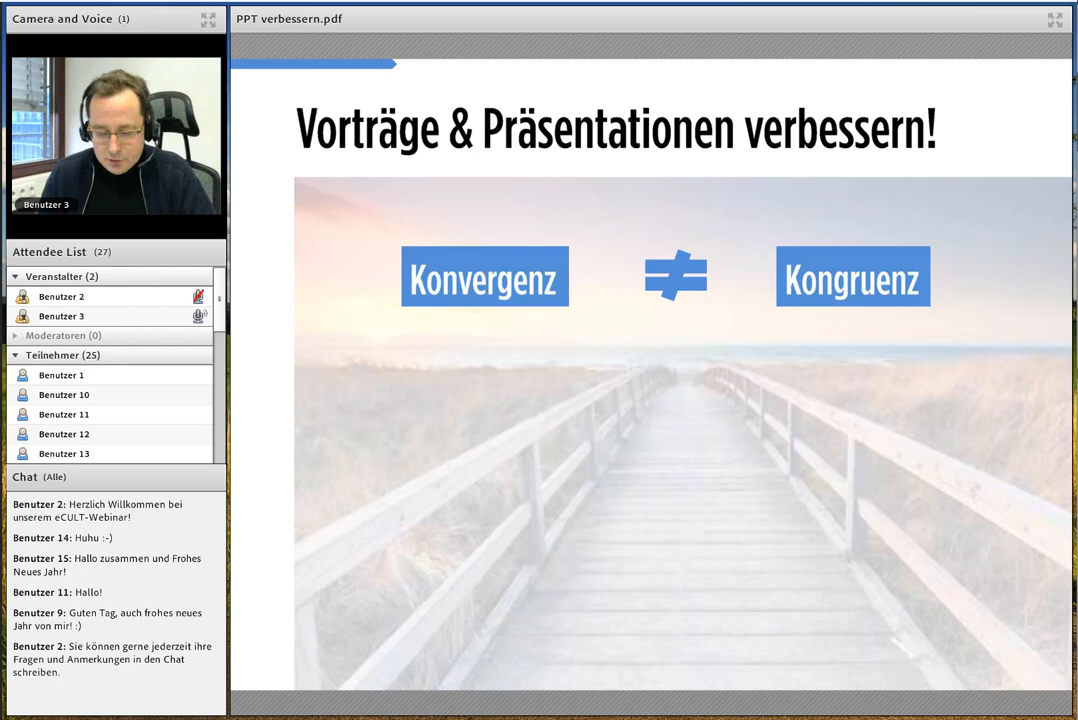 Camera and Voice (1)
Benutzer 3
Attendee List (27)
Veranstalter (2)
Benutzer 2
Benutzer 3
Moderatoren (0)
Teilnehmer (25)
Benutzer 1
Benutzer 10
Benutzer 11
Benutzer 12
Benutzer 13
Chat (Alle)
Benutzer 2: Herzlich Willkommen bei
unserem eCULT-Webinar!
Benutzer 14: Huhu :-)
Benutzer 15: Hallo zusammen und Frohes
Neues Jahr!
Benutzer 11: Hallo!
Benutzer 9: Guten Tag, auch frohes neues
Jahr von mir! :)
Benutzer 2: Sie können gerne jederzeit ihre
Fragen und Anmerkungen in den Chat
schreiben.
PPT verbessern.pdf
Vorträge & Präsentationen verbessern!
Konvergenz ≠ Kongruenz